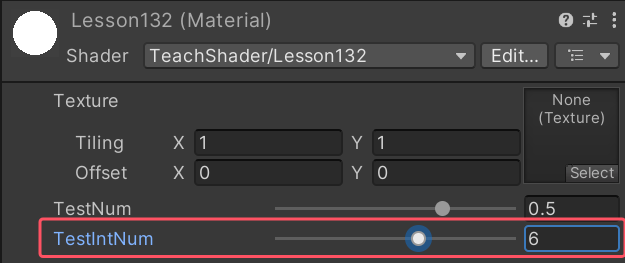 Lesson132 (Material)
Shader TeachShader/Lesson132 Edit...
Texture None
(Texture)
Tiling X 1 Y 1
Offset X 0 Y 0
Select
TestNum 0.5
TestIntNum 6